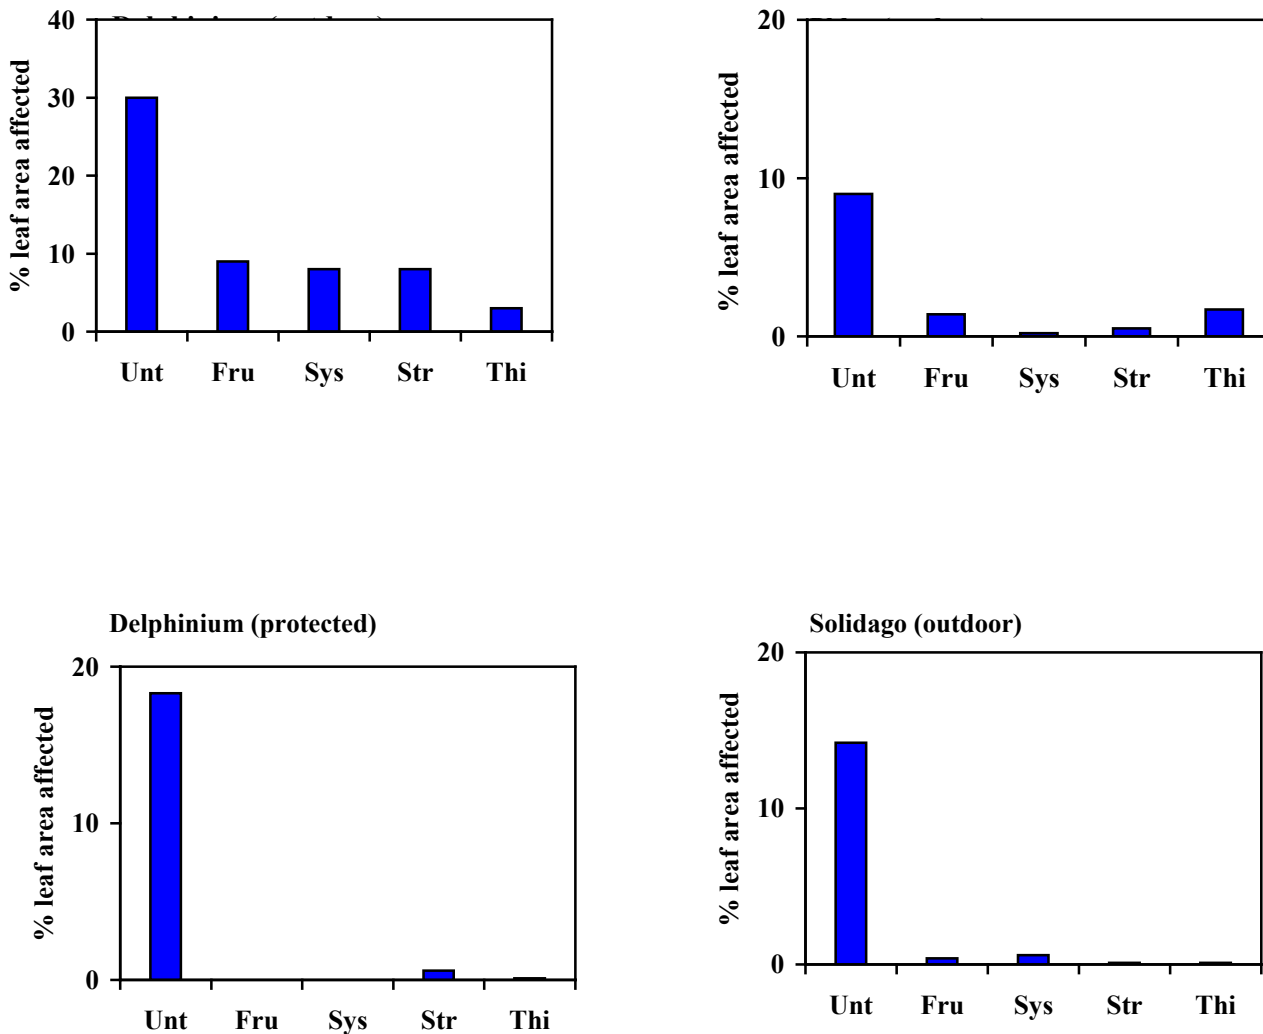 40
30
20
10
0
% leaf area affected
Unt Fru Sys Str Thi
20
10
0
% leaf area affected
Unt Fru Sys Str Thi
Delphinium (protected)
20
10
0
% leaf area affected
Unt Fru Sys Str Thi
Solidago (outdoor)
20
10
0
% leaf area affected
Unt Fru Sys Str Thi